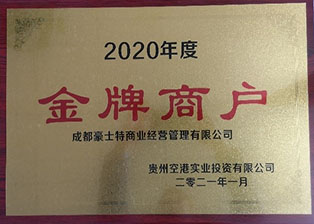 2020年度
金牌商户
成都豪士特商业经营管理有限公司
贵州空港实业投资有限公司
二零二一年一月